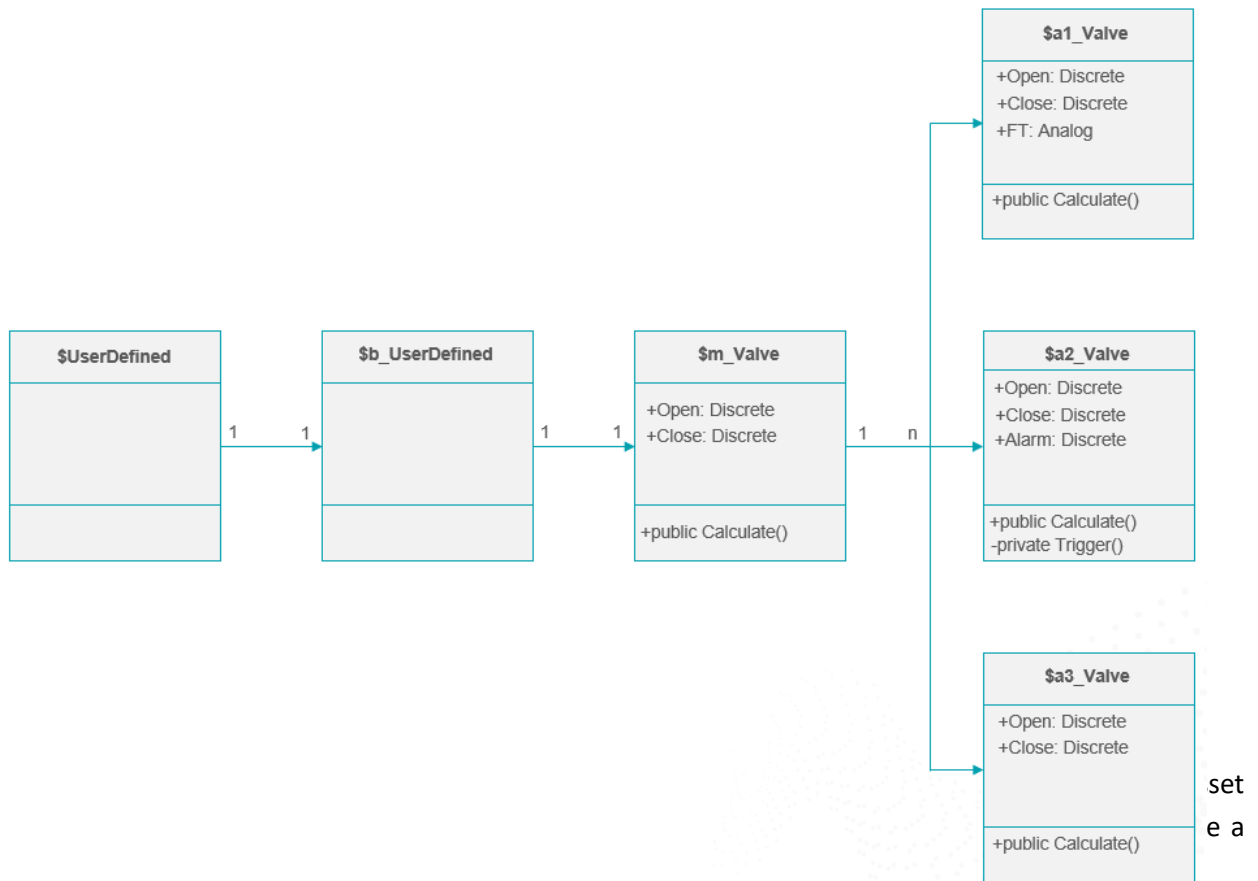 $UserDefined
1
1
$b_UserDefined
1
1
$m_Valve
+Open: Discrete
+Close: Discrete
+public Calculate()
1
n
$a1_Valve
+Open: Discrete
+Close: Discrete
+FT: Analog
+public Calculate()
$a2_Valve
+Open: Discrete
+Close: Discrete
+Alarm: Discrete
+public Calculate()
-private Trigger()
$a3_Valve
+Open: Discrete
+Close: Discrete
+public Calculate()
set
e a